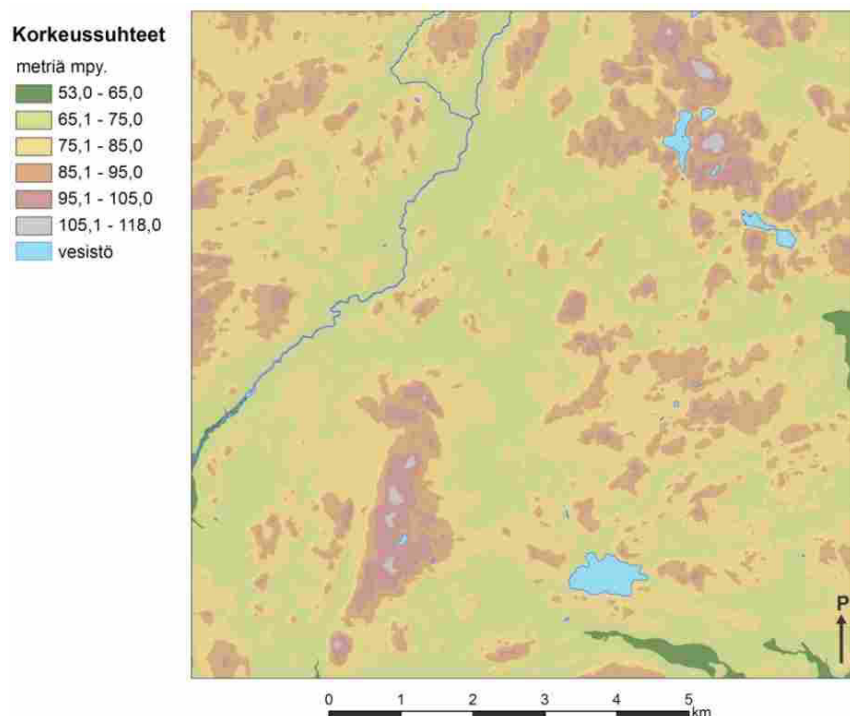 Korkeussuhteet
metriä mpy.
53,0 - 65,0
65,1 - 75,0
75,1 - 85,0
85,1 - 95,0
95,1 - 105,0
105,1 - 118,0
vesistö
P
0 1 2 3 4 5
km